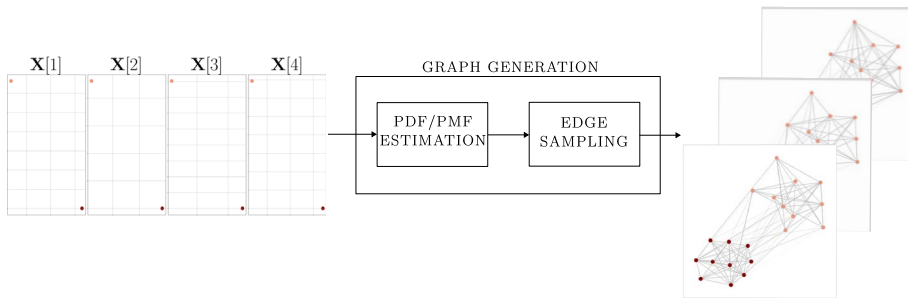 X[1] X[2] X[3] X[4]
GRAPH GENERATION
PDF/PMF
ESTIMATION
EDGE
SAMPLING